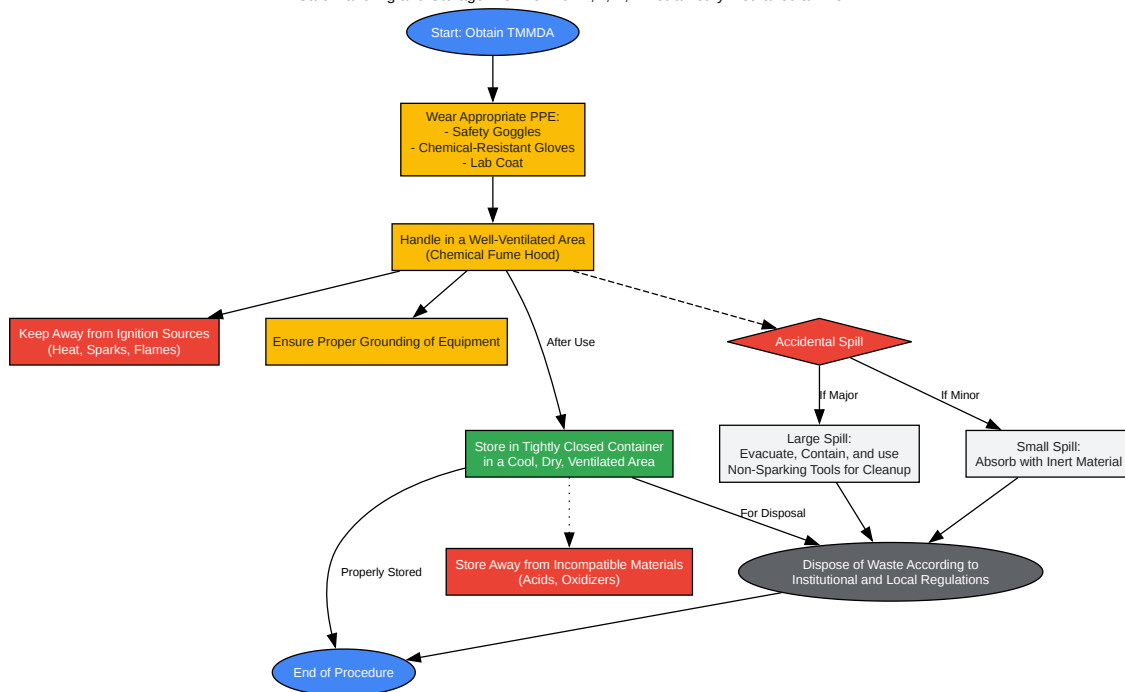 Start: Obtain TMMDA
Wear Appropriate PPE:
- Safety Goggles
- Chemical-Resistant Gloves
- Lab Coat
Handle in a Well-Ventilated Area
(Chemical Fume Hood)
Keep Away from Ignition Sources
(Heat, Sparks, Flames)
Ensure Proper Grounding of Equipment
After Use
Accidental Spill
If Major
If Minor
Store in Tightly Closed Container
in a Cool, Dry, Ventilated Area
Large Spill:
Evacuate, Contain, and use
Non-Sparking Tools for Cleanup
Small Spill:
Absorb with Inert Material
For Disposal
Properly Stored
Store Away from Incompatible Materials
(Acids, Oxidizers)
Dispose of Waste According to
Institutional and Local Regulations
End of Procedure